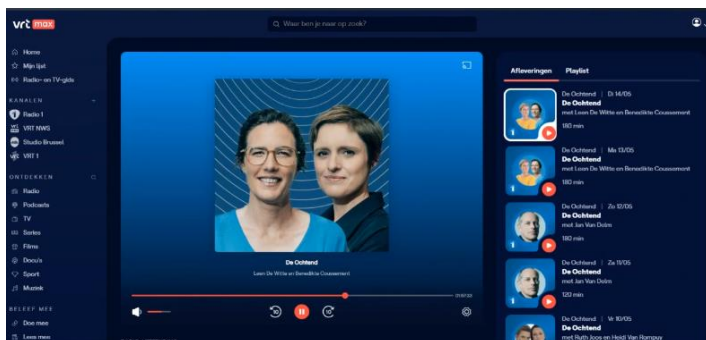 vrt max
Waar ben je naar op zoek?
Home
Mijn lijst
Radio- en TV-gids
KANALEN
Radio 1
VRT NWS
Studio Brussel
VRT 1
ONTDEKKEN
Radio
Podcasts
TV
Series
Films
Docu's
Sport
Muziek
BELEEF MEE
Doe mee
Lees mee
De Ochtend
Leen De Witte en Benedikte Coussement
10
10
Afleveringen
Playlist
De Ochtend | Di 14/05
De Ochtend
met Leen De Witte en Benedikte Coussement
180 min
De Ochtend | Ma 13/05
De Ochtend
met Leen De Witte en Benedikte Coussement
180 min
De Ochtend | Zo 12/05
De Ochtend
met Jan Van Delm
180 min
De Ochtend | Za 11/05
De Ochtend
met Jan Van Delm
120 min
De Ochtend | Vr 10/05
De Ochtend
met Ruth Joos en Heidi Van Rompuy